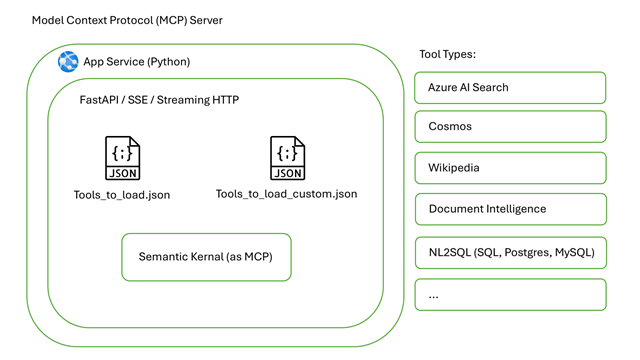 Model Context Protocol (MCP) Server
App Service (Python)
FastAPI / SSE / Streaming HTTP
{;}
JSON
Tools_to_load.json
{;}
JSON
Tools_to_load_custom.json
Semantic Kernal (as MCP)
Tool Types:
Azure AI Search
Cosmos
Wikipedia
Document Intelligence
NL2SQL (SQL, Postgres, MySQL)
...